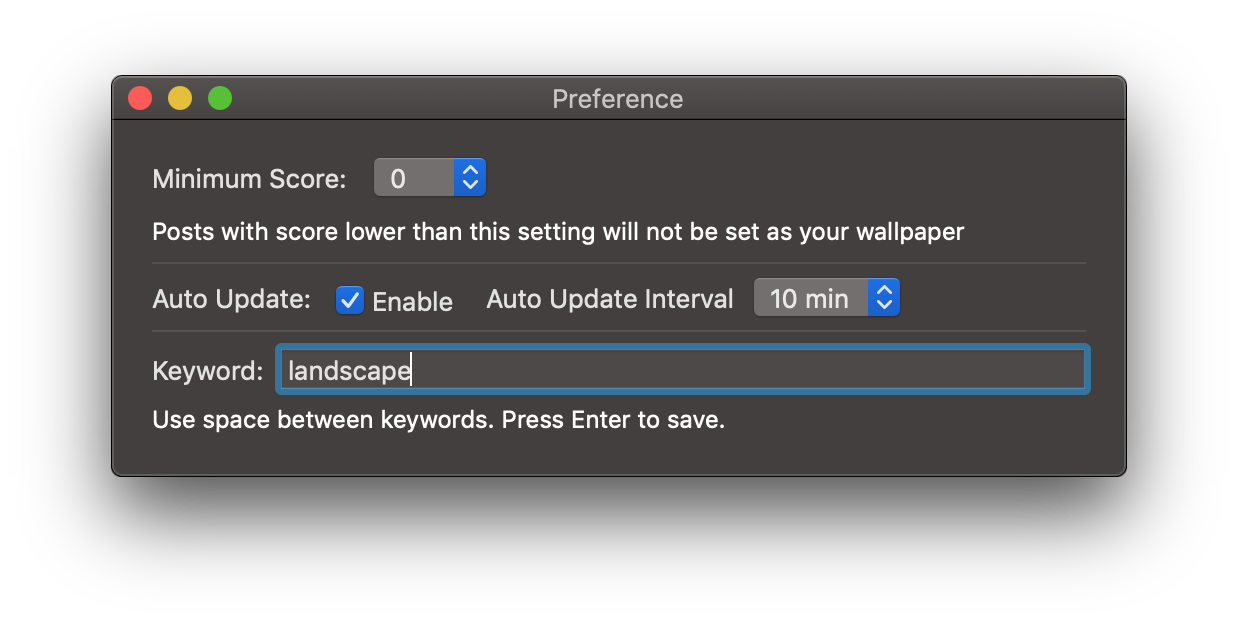 Preference
Minimum Score: 0
Posts with score lower than this setting will not be set as your wallpaper
Auto Update: Enable Auto Update Interval 10 min
Keyword: landscape
Use space between keywords. Press Enter to save.